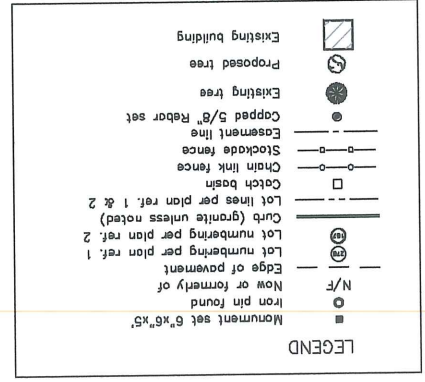 LEGEND
Monument set 6"x6"x5'
Iron pin found
N/F Now or formerly of
Edge of pavement
Lot numbering per plan ref. 1
Lot numbering per plan ref. 2
Curb (granite unless noted)
Lot lines per plan ref. 1 & 2
Catch basin
Chain link fence
Stockade fence
Easement line
Capped 5/8" Rebar set
Existing tree
Proposed tree
Existing building